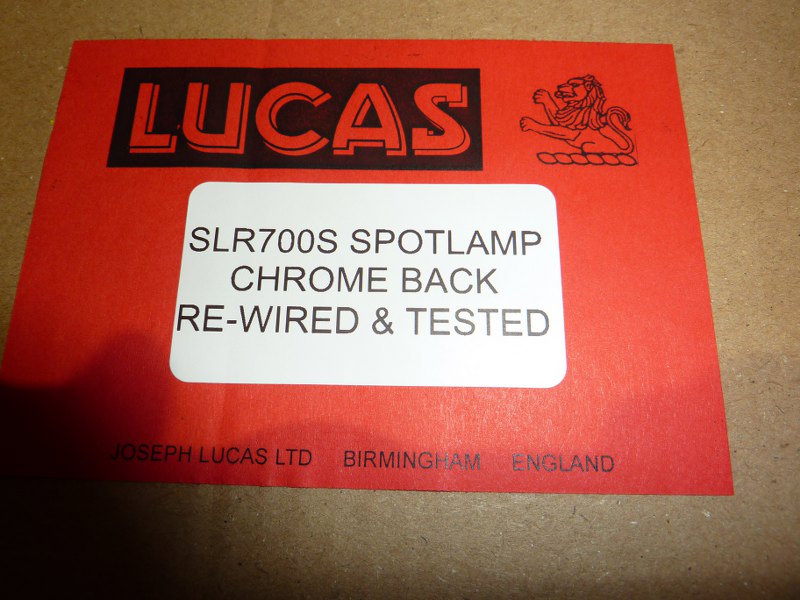 LUCAS
SLR700S SPOTLAMP
CHROME BACK
RE-WIRED & TESTED
JOSEPH LUCAS LTD BIRMINGHAM ENGLAND